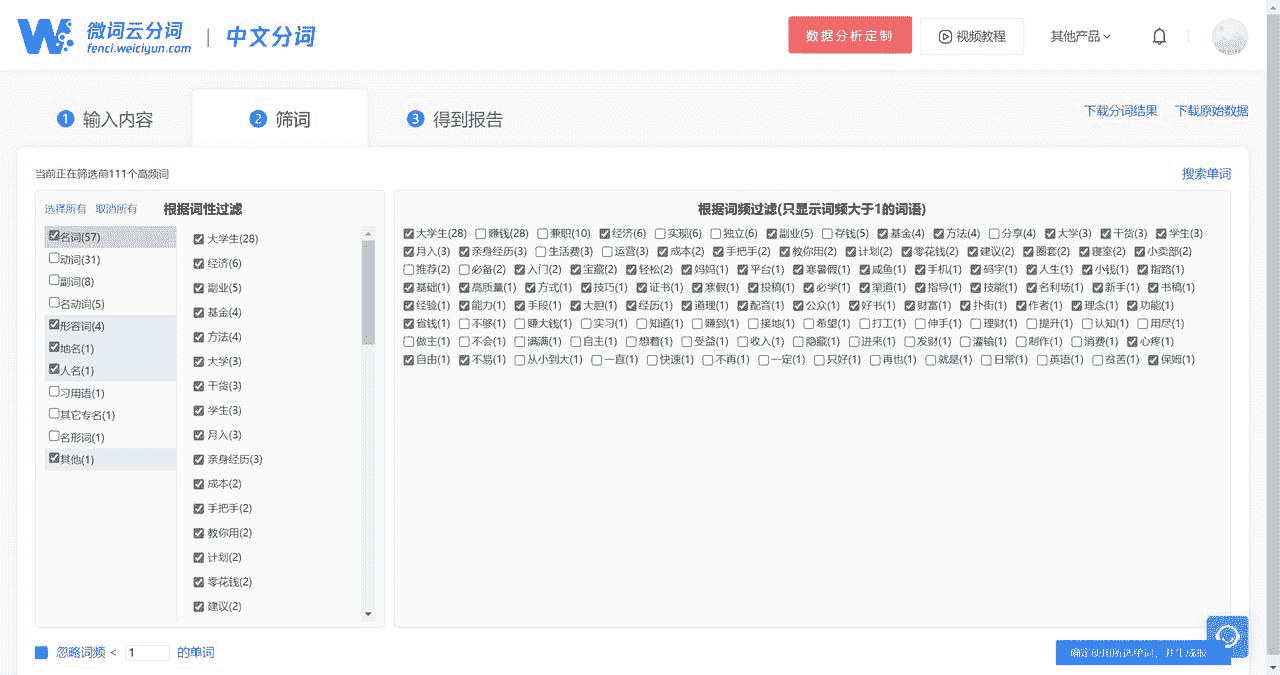 微词云分词
fenci.weiciyun.com
中文分词
数据分析定制
视频教程
其他产品
1 输入内容
2 筛词
3 得到报告
下载分词结果 下载原始数据
当前正在筛选前111个高频词
搜索单词
选择所有 取消所有 根据词性过滤
名词(57)
动词(31)
副词(8)
名动词(5)
形容词(4)
地名(1)
人名(1)
习用语(1)
其它专名(1)
名形词(1)
其他(1)
大学生(28)
经济(6)
副业(5)
基金(4)
方法(4)
大学(3)
干货(3)
学生(3)
月入(3)
亲身经历(3)
成本(2)
手把手(2)
教你用(2)
计划(2)
零花钱(2)
建议(2)
根据词频过滤(只显示词频大于1的词语)
大学生(28) 赚钱(28) 兼职(10) 经济(6) 实现(6) 独立(6) 副业(5) 存钱(5) 基金(4) 方法(4) 分享(4) 大学(3) 干货(3) 学生(3)
月入(3) 亲身经历(3) 生活费(3) 运营(3) 成本(2) 手把手(2) 教你用(2) 计划(2) 零花钱(2) 建议(2) 圈套(2) 寝室(2) 小卖部(2)
推荐(2) 必备(2) 入门(2) 宝藏(2) 轻松(2) 妈妈(1) 平台(1) 寒暑假(1) 咸鱼(1) 手机(1) 码字(1) 人生(1) 小钱(1) 指路(1)
基础(1) 高质量(1) 方式(1) 技巧(1) 证书(1) 寒假(1) 投稿(1) 必学(1) 渠道(1) 指导(1) 技能(1) 名利场(1) 新手(1) 书稿(1)
经验(1) 能力(1) 手段(1) 大胆(1) 经历(1) 道理(1) 配音(1) 公众(1) 好书(1) 财富(1) 扑街(1) 作者(1) 理念(1) 功能(1)
省钱(1) 不够(1) 赚大钱(1) 实习(1) 知道(1) 赚到(1) 接地(1) 希望(1) 打工(1) 伸手(1) 理财(1) 提升(1) 认知(1) 用尽(1)
做主(1) 不会(1) 满满(1) 自主(1) 想着(1) 受益(1) 收入(1) 隐藏(1) 进来(1) 发财(1) 灌输(1) 制作(1) 消费(1) 心疼(1)
自由(1) 不易(1) 从小到大(1) 一直(1) 快速(1) 不再(1) 一定(1) 只好(1) 再也(1) 就是(1) 日常(1) 英语(1) 贫苦(1) 保姆(1)
忽略词频 < 1 的单词
确定使用所选单词，并生成报